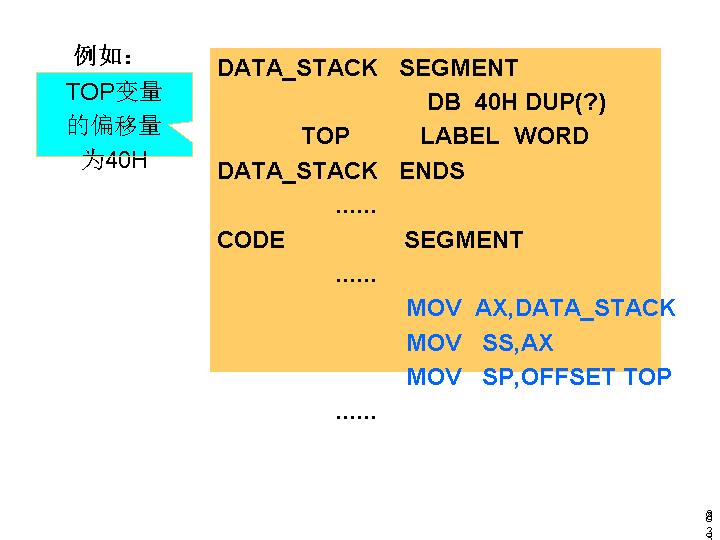 例如：
TOP变量
的偏移量
为40H
DATA_STACK SEGMENT
DB 40H DUP(?)
TOP LABEL WORD
DATA_STACK ENDS
……
CODE SEGMENT
……
MOV AX,DATA_STACK
MOV SS,AX
MOV SP,OFFSET TOP
……